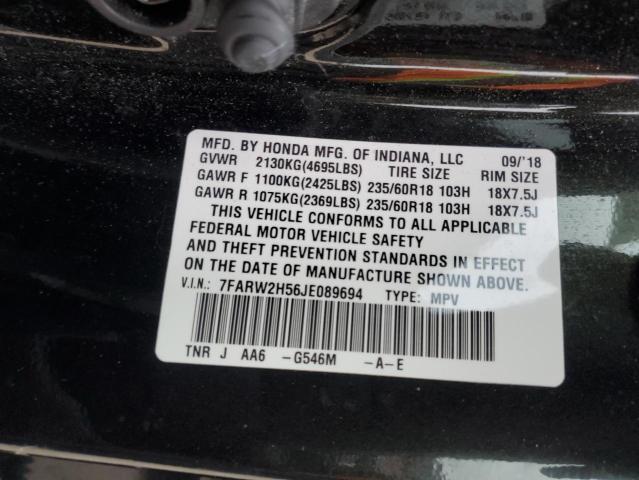 MFD. BY HONDA MFG. OF INDIANA, LLC 09/'18
GVWR 2130KG(4695LBS) TIRE SIZE RIM SIZE
GAWR F 1100KG(2425LBS) 235/60R18 103H 18X7.5J
GAWR R 1075KG(2369LBS) 235/60R18 103H 18X7.5J
THIS VEHICLE CONFORMS TO ALL APPLICABLE
FEDERAL MOTOR VEHICLE SAFETY
AND THEFT PREVENTION STANDARDS IN EFFECT
ON THE DATE OF MANUFACTURE SHOWN ABOVE.
V.I.N.: 7FARW2H56JE089694 TYPE: MPV
TNR J AA6 -G546M -A-E